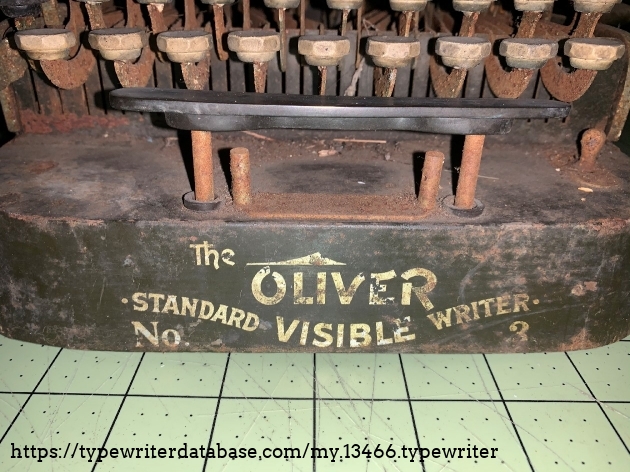 The
OLIVER
·STANDARD VISIBLE WRITER·
No. 3
https://typewriterdatabase.com/my.13466.typewriter